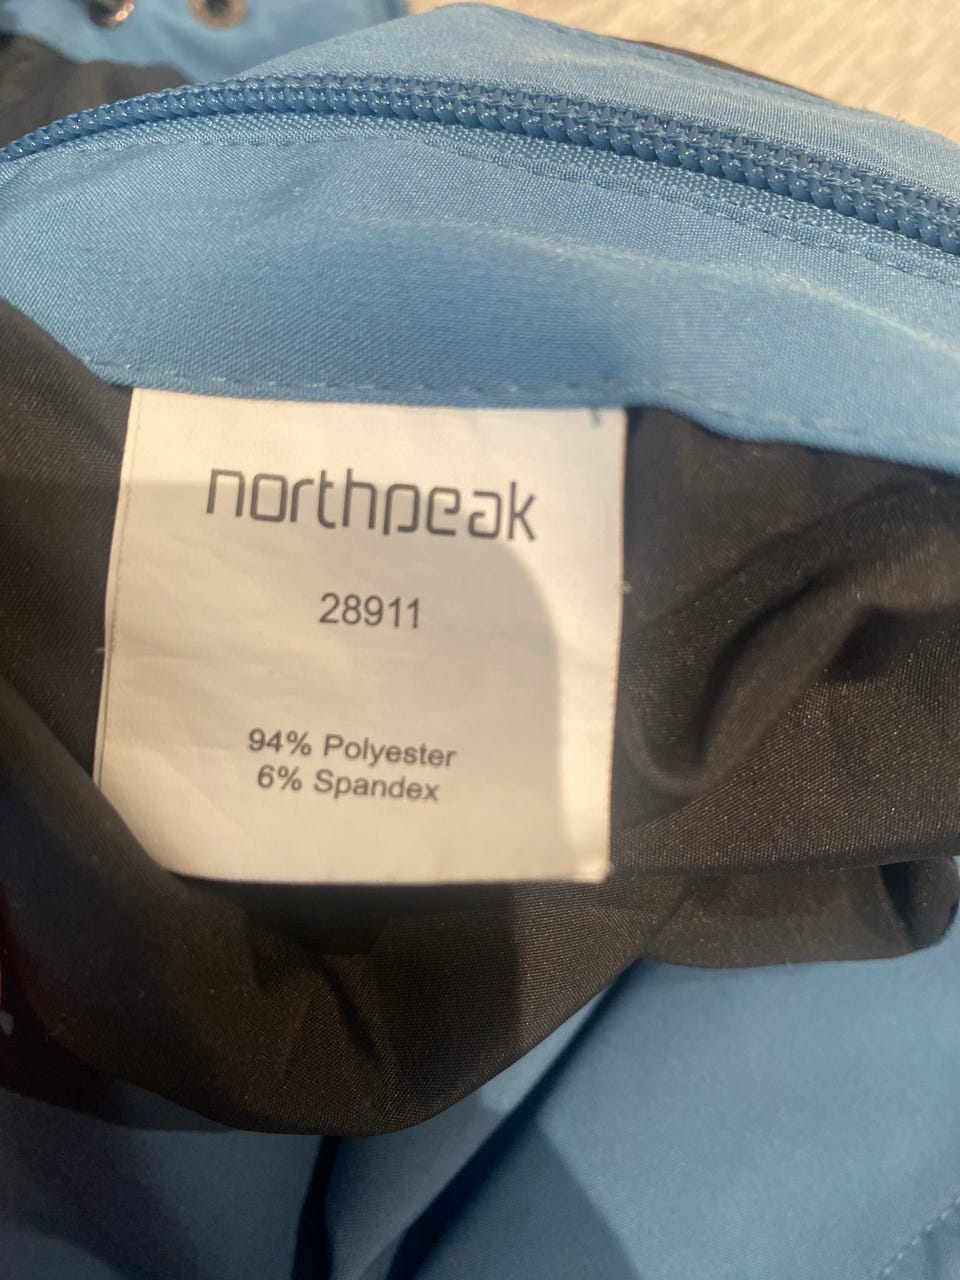 northpeak
28911
94% Polyester
6% Spandex